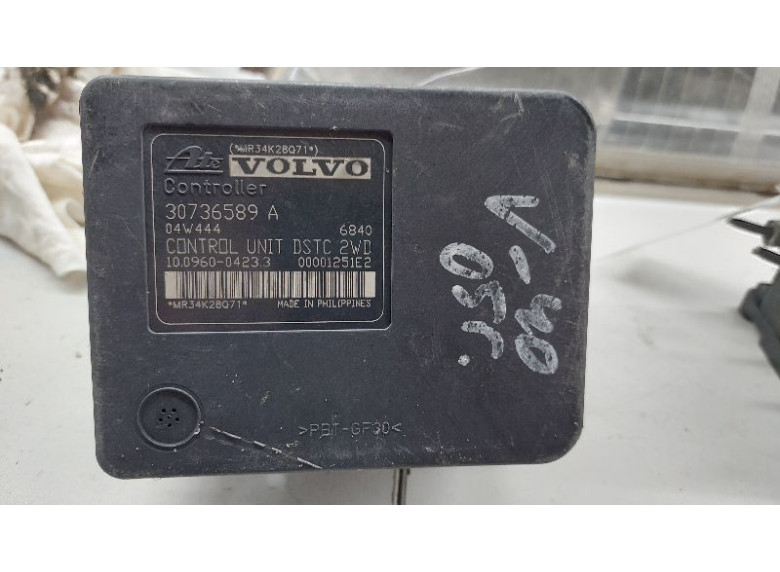 (*MR34K28Q71*)
Ate VOLVO
Controller
30736589 A
04W444 6840
CONTROL UNIT DSTC 2WD
10.0960-0423.3 00001251E2
*MR34K28Q71* MADE IN PHILIPPINES
>PBT-GF30<
V-40
S50